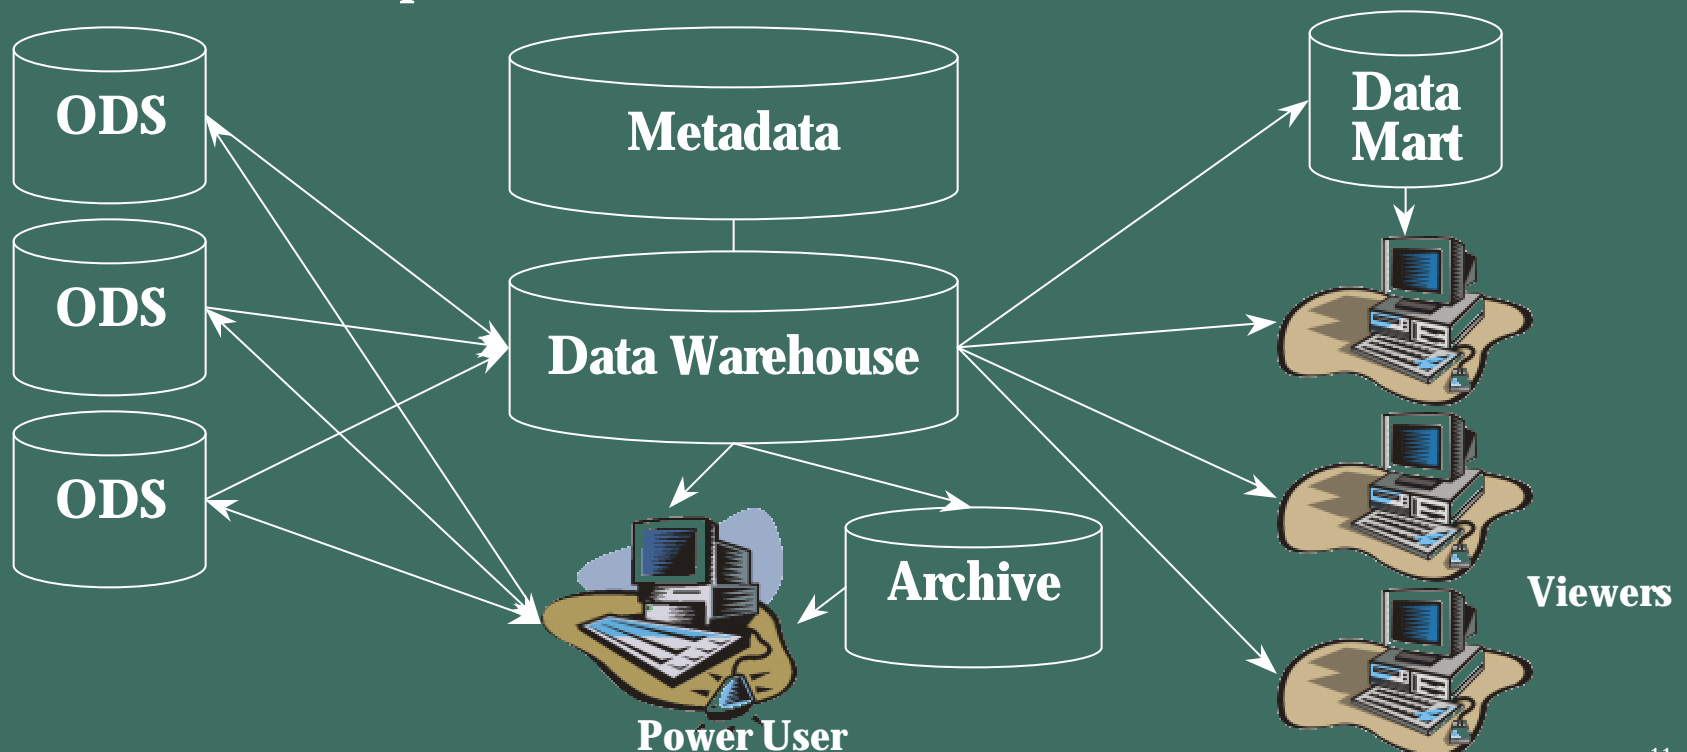 ODS
ODS
ODS
Metadata
Data Warehouse
Archive
Power User
Data
Mart
Viewers